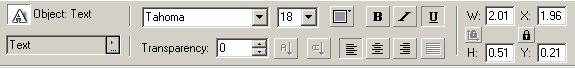 Object: Text Tahoma 18 B I U W: 2.01 X: 1.96
Text Transparency: 0 H: 0.51 Y: 0.21